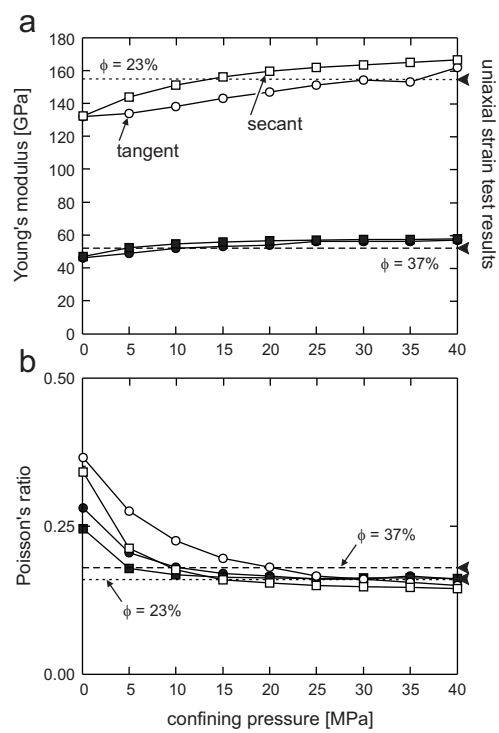 a
Young's modulus [GPa]
180
160
140
120
100
80
60
40
20
0
ϕ = 23%
tangent
secant
ϕ = 37%
uniaxial strain test results
0 5 10 15 20 25 30 35 40
b
Poisson's ratio
0.50
0.25
0.00
ϕ = 37%
ϕ = 23%
0 5 10 15 20 25 30 35 40
confining pressure [MPa]